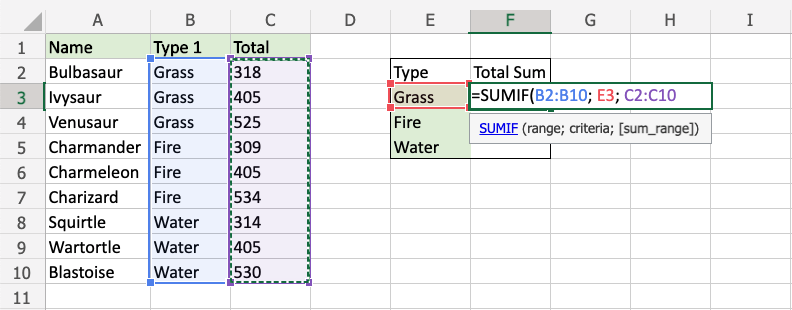 A B C D E F G H I
1 Name Type 1 Total
2 Bulbasaur Grass 318 Type Total Sum
3 Ivysaur Grass 405 Grass =SUMIF(B2:B10; E3; C2:C10
4 Venusaur Grass 525 Fire SUMIF (range; criteria; [sum_range])
5 Charmander Fire 309 Water
6 Charmeleon Fire 405
7 Charizard Fire 534
8 Squirtle Water 314
9 Wartortle Water 405
10 Blastoise Water 530
11